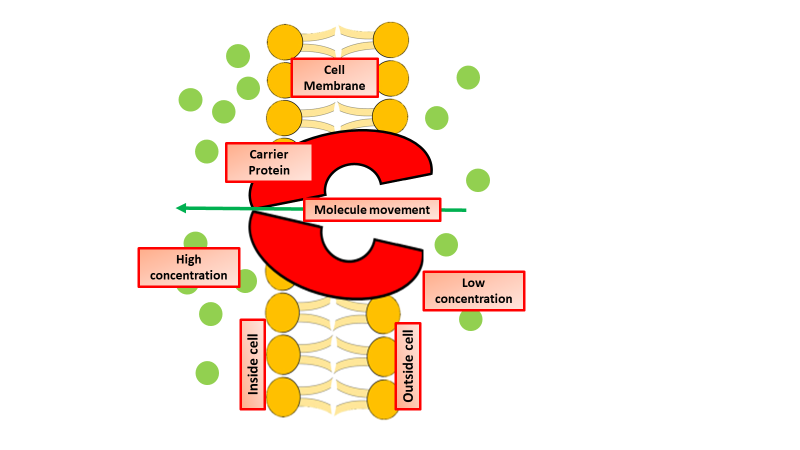 Cell
Membrane
Carrier
Protein
Molecule movement
High
concentration
Low
concentration
Inside cell
Outside cell